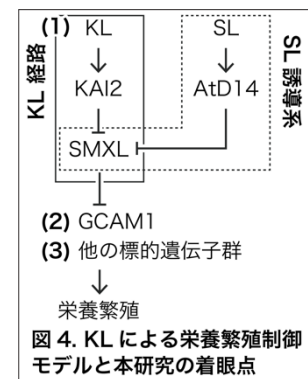 (1) KL SL
KL 経路
SL 誘導系
KAI2 AtD14
SMXL
(2) GCAM1
(3) 他の標的遺伝子群
栄養繁殖
図 4. KL による栄養繁殖制御
モデルと本研究の着眼点